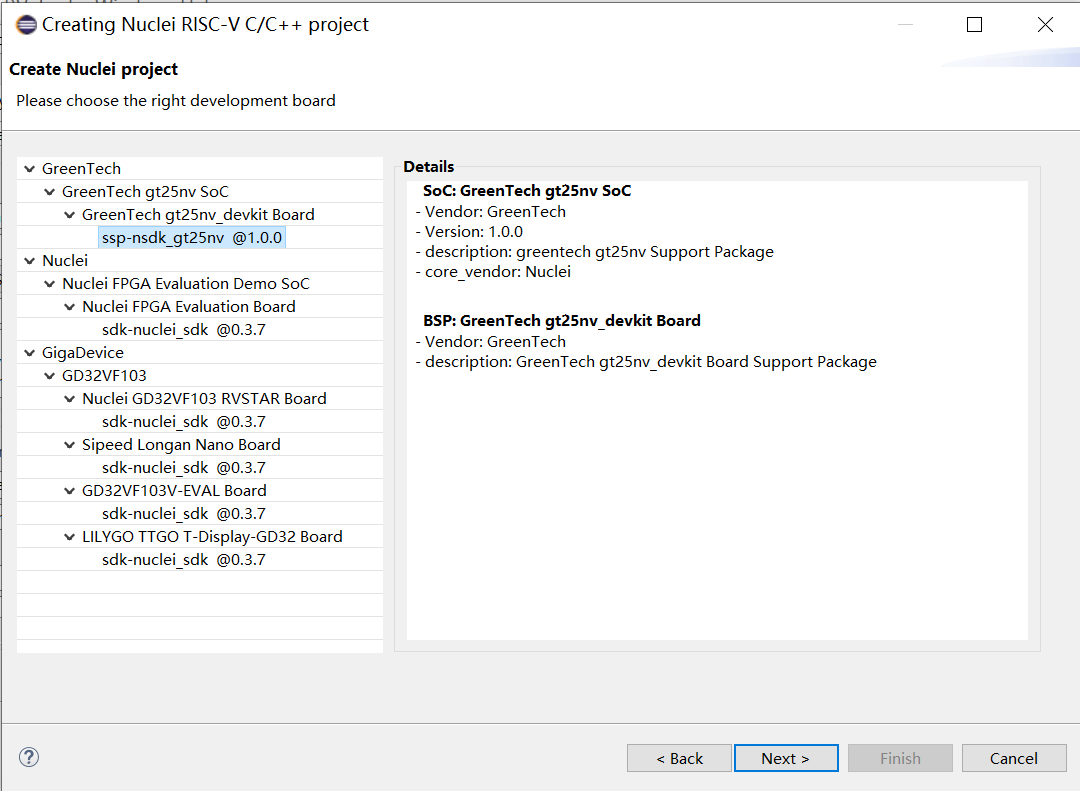 Creating Nuclei RISC-V C/C++ project
Create Nuclei project
Please choose the right development board
GreenTech
GreenTech gt25nv SoC
GreenTech gt25nv_devkit Board
ssp-nsdk_gt25nv @1.0.0
Nuclei
Nuclei FPGA Evaluation Demo SoC
Nuclei FPGA Evaluation Board
sdk-nuclei_sdk @0.3.7
GigaDevice
GD32VF103
Nuclei GD32VF103 RVSTAR Board
sdk-nuclei_sdk @0.3.7
Sipeed Longan Nano Board
sdk-nuclei_sdk @0.3.7
GD32VF103V-EVAL Board
sdk-nuclei_sdk @0.3.7
LILYGO TTGO T-Display-GD32 Board
sdk-nuclei_sdk @0.3.7
Details
SoC: GreenTech gt25nv SoC
- Vendor: GreenTech
- Version: 1.0.0
- description: greentech gt25nv Support Package
- core_vendor: Nuclei
BSP: GreenTech gt25nv_devkit Board
- Vendor: GreenTech
- description: GreenTech gt25nv_devkit Board Support Package
?
< Back
Next >
Finish
Cancel